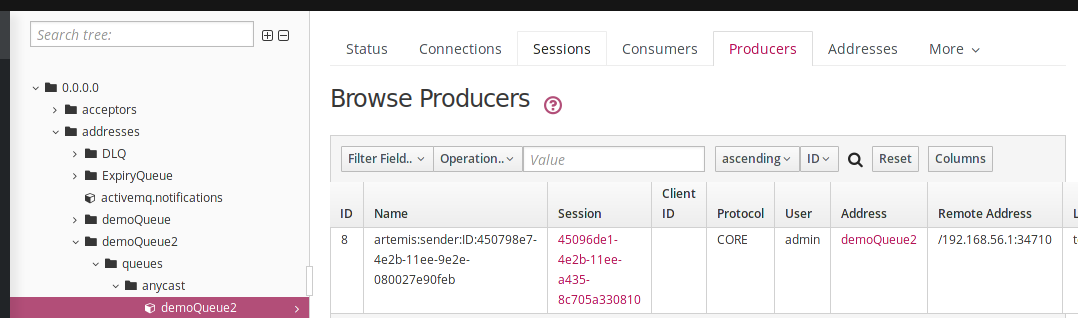 Search tree:
0.0.0.0
acceptors
addresses
DLQ
ExpiryQueue
activemq.notifications
demoQueue
demoQueue2
queues
anycast
demoQueue2
Status Connections Sessions Consumers Producers Addresses More
Browse Producers
Filter Field.. Operation.. Value ascending ID Reset Columns
ID Name Session Client ID Protocol User Address Remote Address L
8 artemis:sender:ID:450798e7-4e2b-11ee-9e2e-080027e90feb 45096de1-4e2b-11ee-a435-8c705a330810 CORE admin demoQueue2 /192.168.56.1:34710